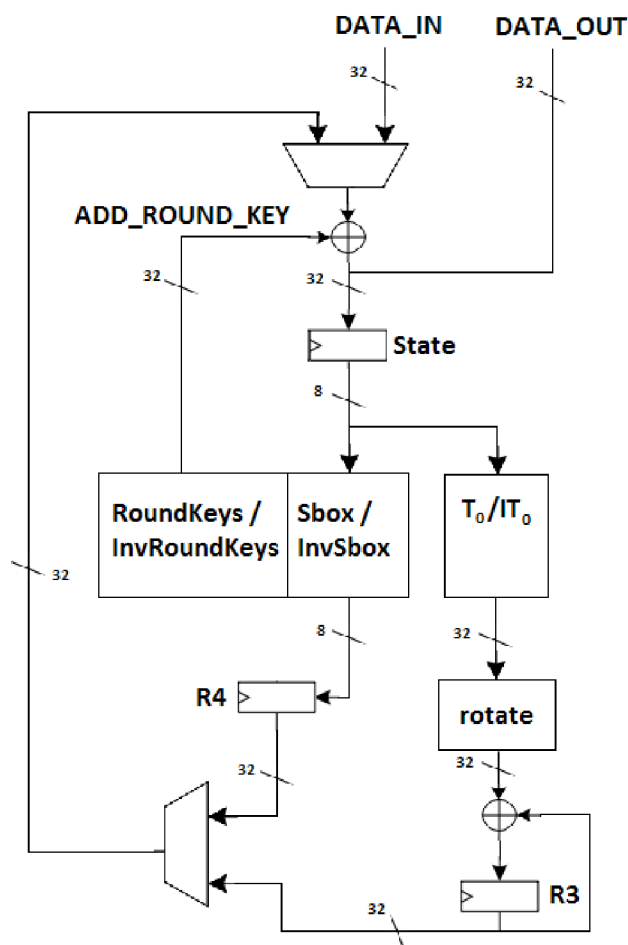 DATA_IN
DATA_OUT
32
32
ADD_ROUND_KEY
32
32
State
8
RoundKeys /
InvRoundKeys
Sbox /
InvSbox
T₀/IT₀
32
8
32
R4
rotate
32
32
R3
32